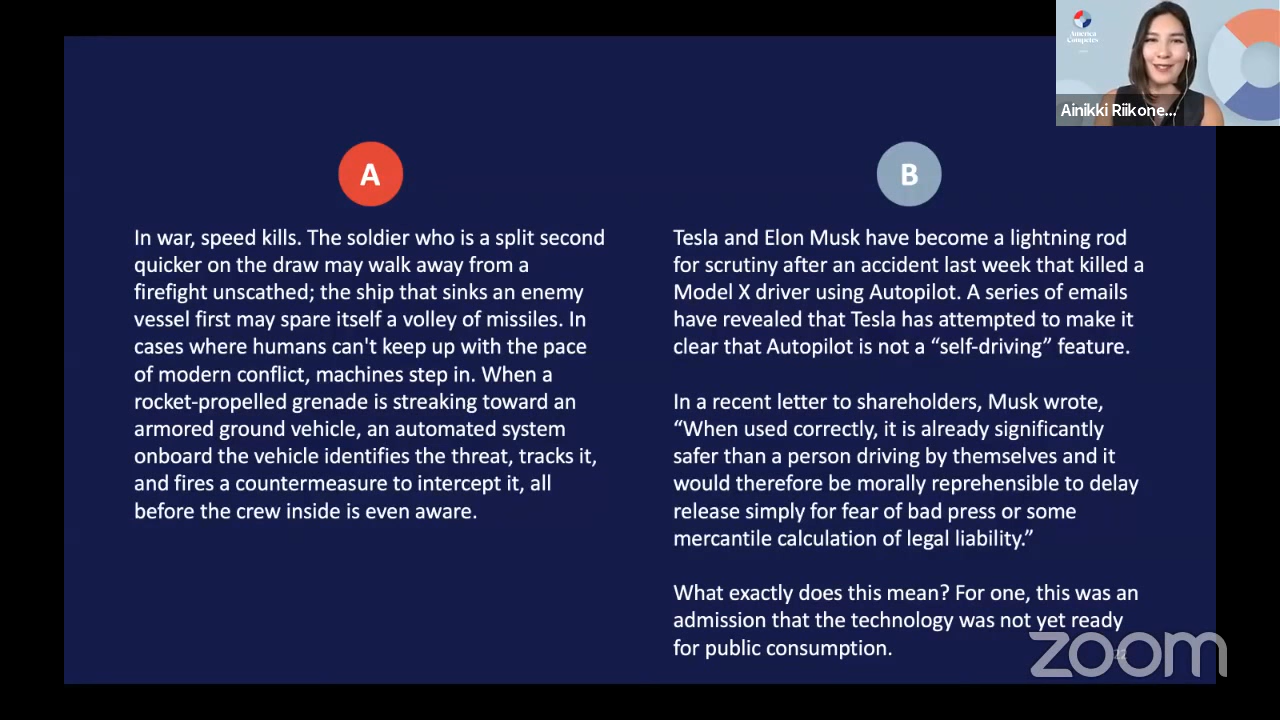 America
Competes
Ainikki Riikone...
A
In war, speed kills. The soldier who is a split second
quicker on the draw may walk away from a
firefight unscathed; the ship that sinks an enemy
vessel first may spare itself a volley of missiles. In
cases where humans can't keep up with the pace
of modern conflict, machines step in. When a
rocket-propelled grenade is streaking toward an
armored ground vehicle, an automated system
onboard the vehicle identifies the threat, tracks it,
and fires a countermeasure to intercept it, all
before the crew inside is even aware.
B
Tesla and Elon Musk have become a lightning rod
for scrutiny after an accident last week that killed a
Model X driver using Autopilot. A series of emails
have revealed that Tesla has attempted to make it
clear that Autopilot is not a “self-driving” feature.
In a recent letter to shareholders, Musk wrote,
“When used correctly, it is already significantly
safer than a person driving by themselves and it
would therefore be morally reprehensible to delay
release simply for fear of bad press or some
mercantile calculation of legal liability.”
What exactly does this mean? For one, this was an
admission that the technology was not yet ready
for public consumption.
zoom